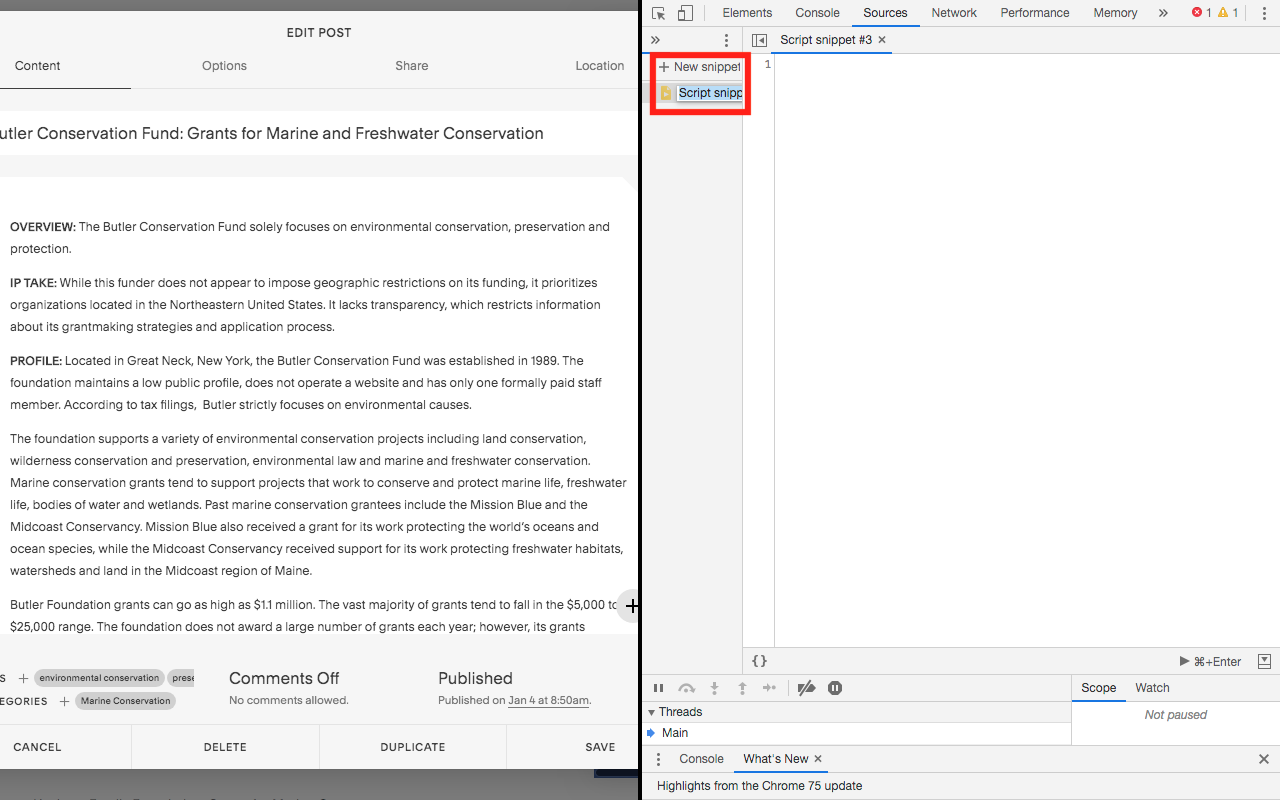 EDIT POST
Content
Options
Share
Location
utler Conservation Fund: Grants for Marine and Freshwater Conservation
OVERVIEW: The Butler Conservation Fund solely focuses on environmental conservation, preservation and
protection.
IP TAKE: While this funder does not appear to impose geographic restrictions on its funding, it prioritizes
organizations located in the Northeastern United States. It lacks transparency, which restricts information
about its grantmaking strategies and application process.
PROFILE: Located in Great Neck, New York, the Butler Conservation Fund was established in 1989. The
foundation maintains a low public profile, does not operate a website and has only one formally paid staff
member. According to tax filings,  Butler strictly focuses on environmental causes.
The foundation supports a variety of environmental conservation projects including land conservation,
wilderness conservation and preservation, environmental law and marine and freshwater conservation.
Marine conservation grants tend to support projects that work to conserve and protect marine life, freshwater
life, bodies of water and wetlands. Past marine conservation grantees include the Mission Blue and the
Midcoast Conservancy. Mission Blue also received a grant for its work protecting the world's oceans and
ocean species, while the Midcoast Conservancy received support for its work protecting freshwater habitats,
watersheds and land in the Midcoast region of Maine.
Butler Foundation grants can go as high as $1.1 million. The vast majority of grants tend to fall in the $5,000 to
$25,000 range. The foundation does not award a large number of grants each year; however, its grants
S + environmental conservation prese
EGORIES + Marine Conservation
Comments Off
No comments allowed.
Published
Published on Jan 4 at 8:50am.
CANCEL
DELETE
DUPLICATE
SAVE
Elements
Console
Sources
Network
Performance
Memory
» 1 1
»
Script snippet #3 ×
+ New snippet
Script snipp
1
{}
⌘+Enter
Scope
Watch
Threads
Not paused
Main
Console
What's New ×
Highlights from the Chrome 75 update